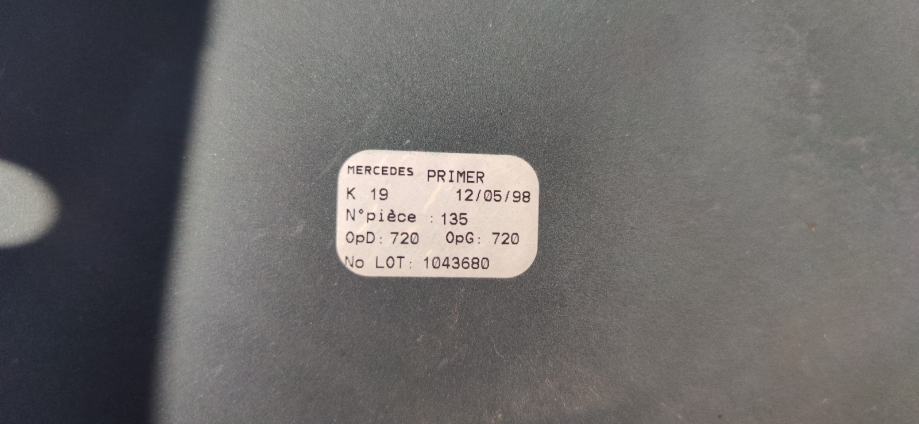 MERCEDES PRIMER
K 19 12/05/98
N°pièce : 135
OpD: 720 OpG: 720
No LOT: 1043680